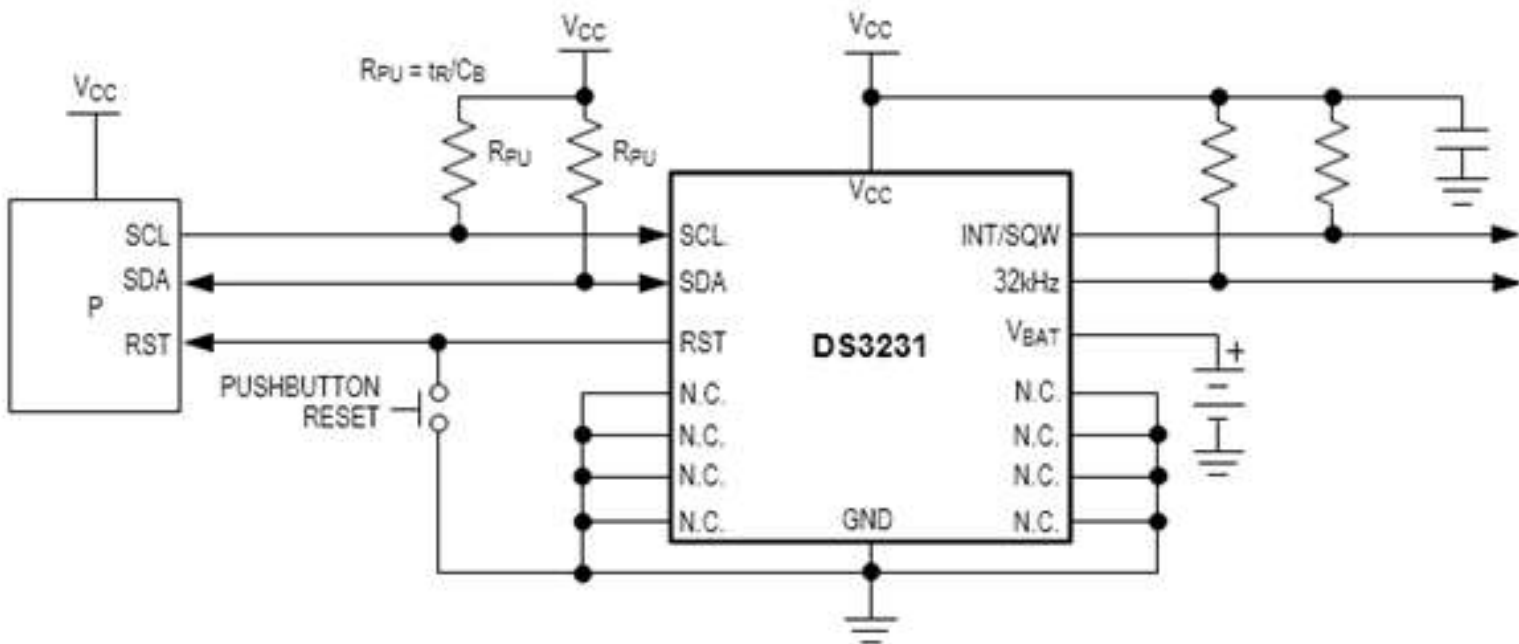 VCC
RPU = tR/CB
VCC
VCC
RPU
RPU
VCC
SCL
SDA
P
RST
PUSHBUTTON
RESET
SCL.
SDA
RST
N.C.
N.C.
N.C.
N.C.
DS3231
GND
INT/SQW
32kHz
VBAT
N.C.
N.C.
N.C.
N.C.
+